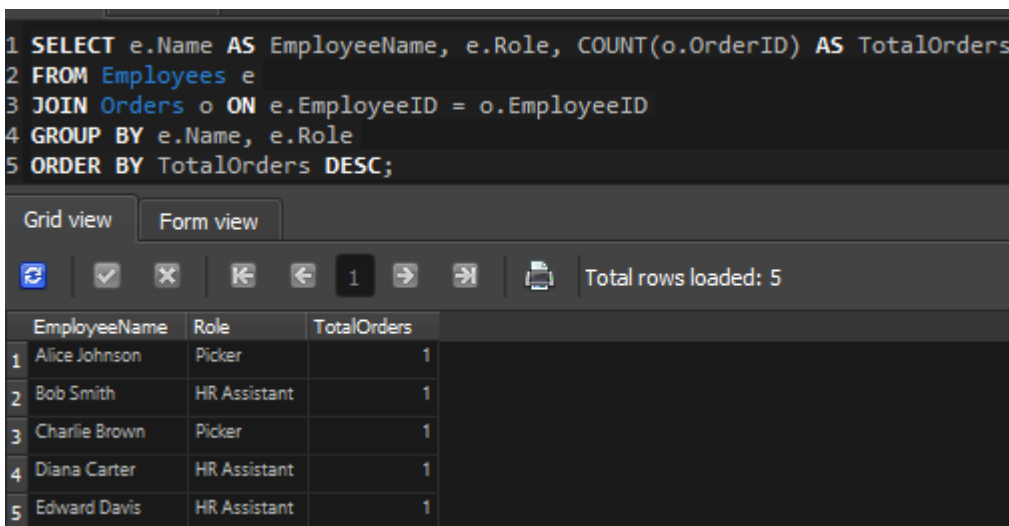 1 SELECT e.Name AS EmployeeName, e.Role, COUNT(o.OrderID) AS TotalOrders
2 FROM Employees e
3 JOIN Orders o ON e.EmployeeID = o.EmployeeID
4 GROUP BY e.Name, e.Role
5 ORDER BY TotalOrders DESC;
Grid view Form view
1 Total rows loaded: 5
EmployeeName Role TotalOrders
1 Alice Johnson Picker 1
2 Bob Smith HR Assistant 1
3 Charlie Brown Picker 1
4 Diana Carter HR Assistant 1
5 Edward Davis HR Assistant 1